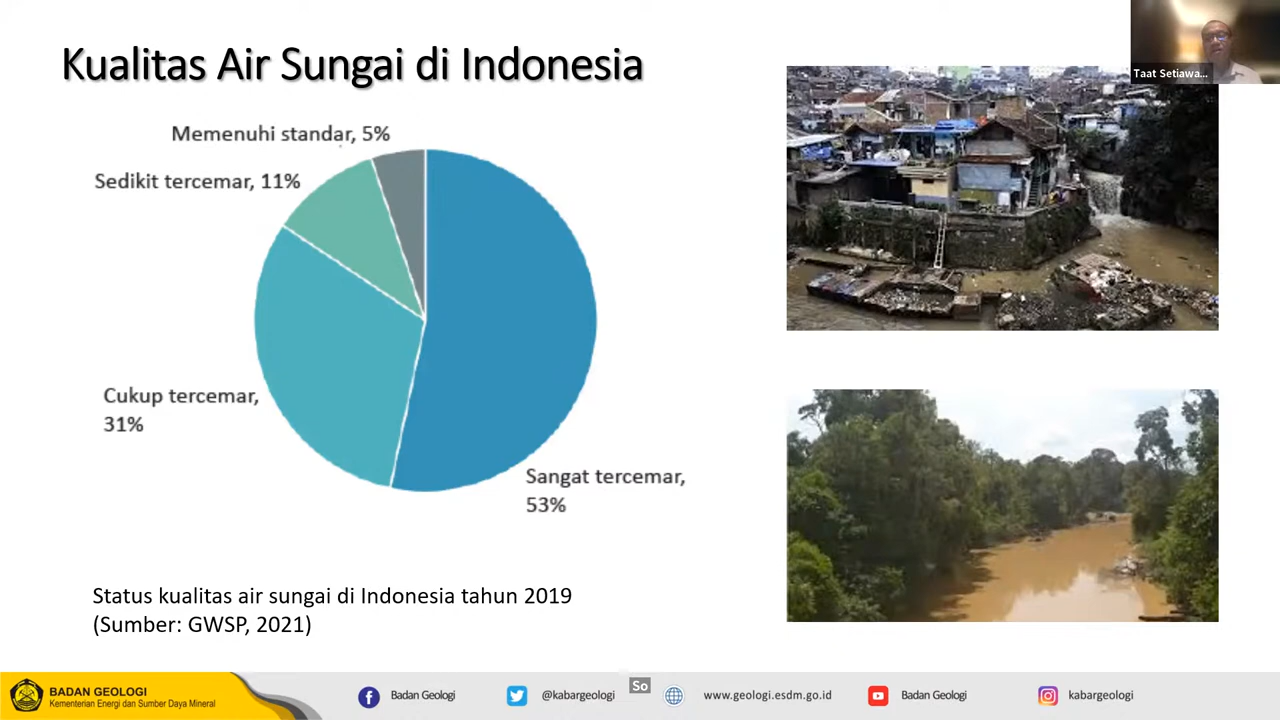 Kualitas Air Sungai di Indonesia
Taat Setiawa...
Memenuhi standar, 5%
Sedikit tercemar, 11%
Cukup tercemar,
31%
Sangat tercemar,
53%
Status kualitas air sungai di Indonesia tahun 2019
(Sumber: GWSP, 2021)
BADAN GEOLOGI
Kementerian Energi dan Sumber Daya Mineral
Badan Geologi
@kabargeologi
So
www.geologi.esdm.go.id
Badan Geologi
kabargeologi